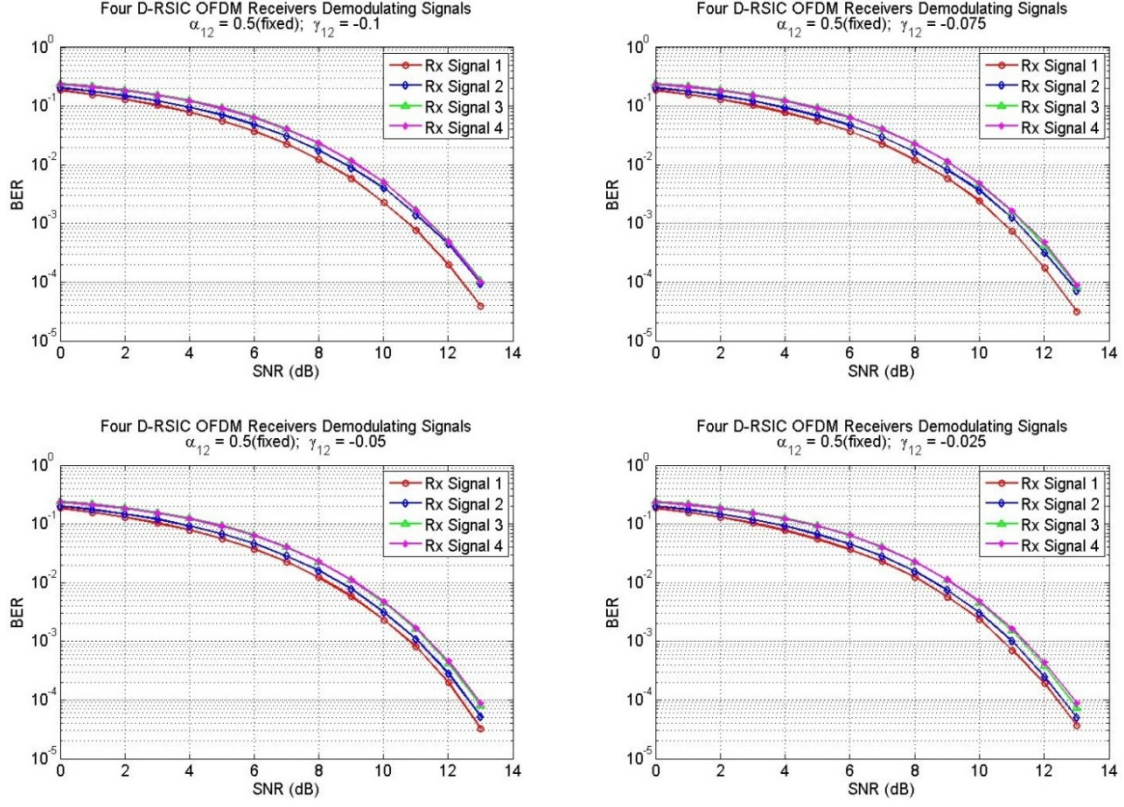 Four D-RSIC OFDM Receivers Demodulating Signals
α12 = 0.5(fixed); γ12 = -0.1
10^0
10^-1
10^-2
10^-3
10^-4
10^-5
BER
0 2 4 6 8 10 12 14
SNR (dB)
Rx Signal 1
Rx Signal 2
Rx Signal 3
Rx Signal 4
Four D-RSIC OFDM Receivers Demodulating Signals
α12 = 0.5(fixed); γ12 = -0.075
10^0
10^-1
10^-2
10^-3
10^-4
10^-5
BER
0 2 4 6 8 10 12 14
SNR (dB)
Rx Signal 1
Rx Signal 2
Rx Signal 3
Rx Signal 4
Four D-RSIC OFDM Receivers Demodulating Signals
α12 = 0.5(fixed); γ12 = -0.05
10^0
10^-1
10^-2
10^-3
10^-4
10^-5
BER
0 2 4 6 8 10 12 14
SNR (dB)
Rx Signal 1
Rx Signal 2
Rx Signal 3
Rx Signal 4
Four D-RSIC OFDM Receivers Demodulating Signals
α12 = 0.5(fixed); γ12 = -0.025
10^0
10^-1
10^-2
10^-3
10^-4
10^-5
BER
0 2 4 6 8 10 12 14
SNR (dB)
Rx Signal 1
Rx Signal 2
Rx Signal 3
Rx Signal 4